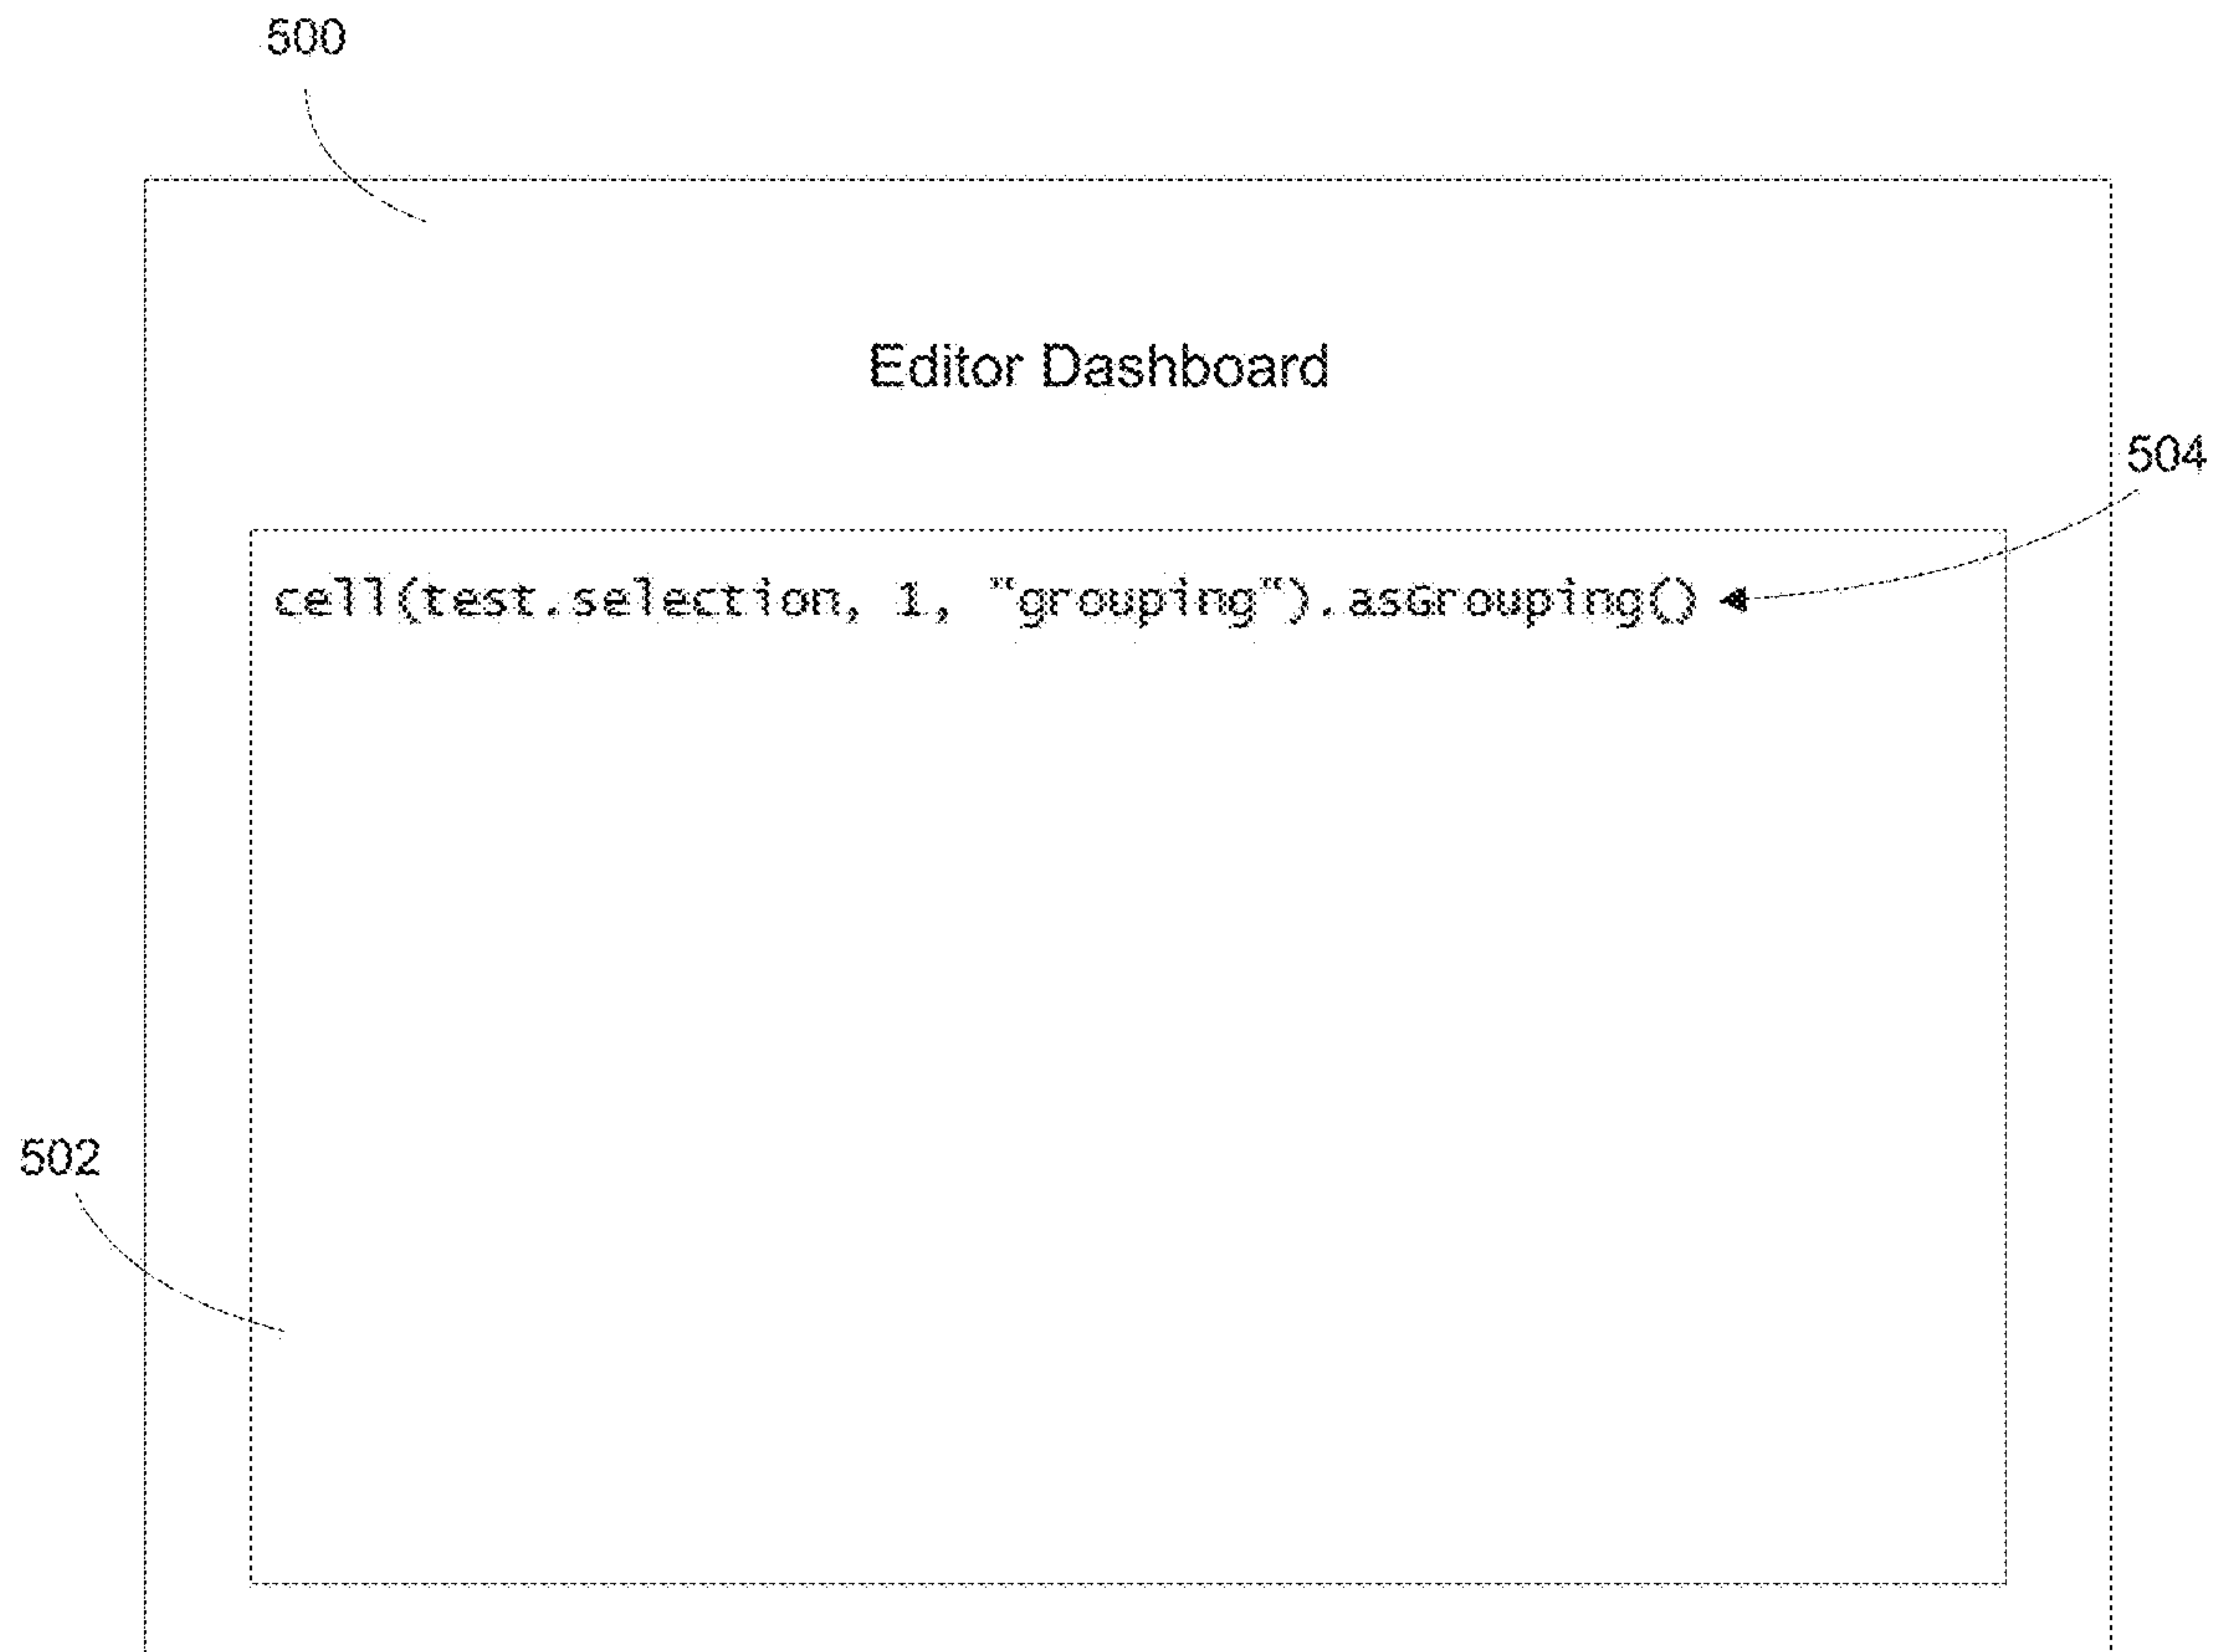 500
Editor Dashboard
504
cell(test.selection, 1, "grouping").asGrouping()
502